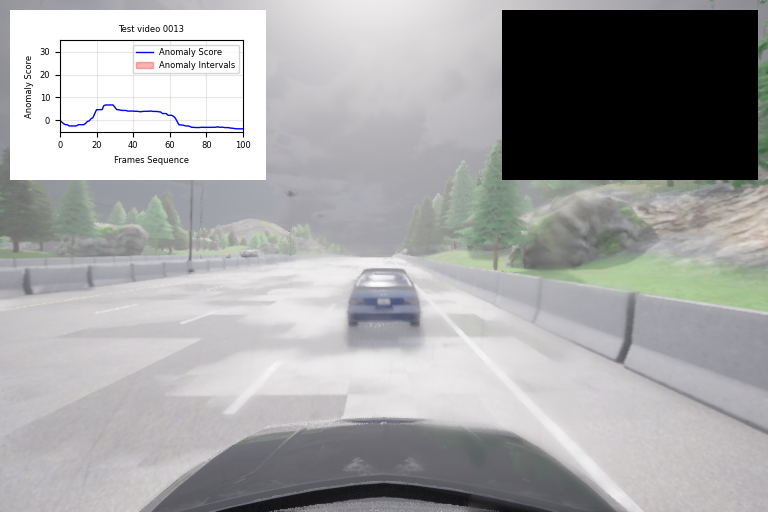 Test video 0013
Anomaly Score
Anomaly Intervals
Anomaly Score
30
20
10
0
0 20 40 60 80 100
Frames Sequence